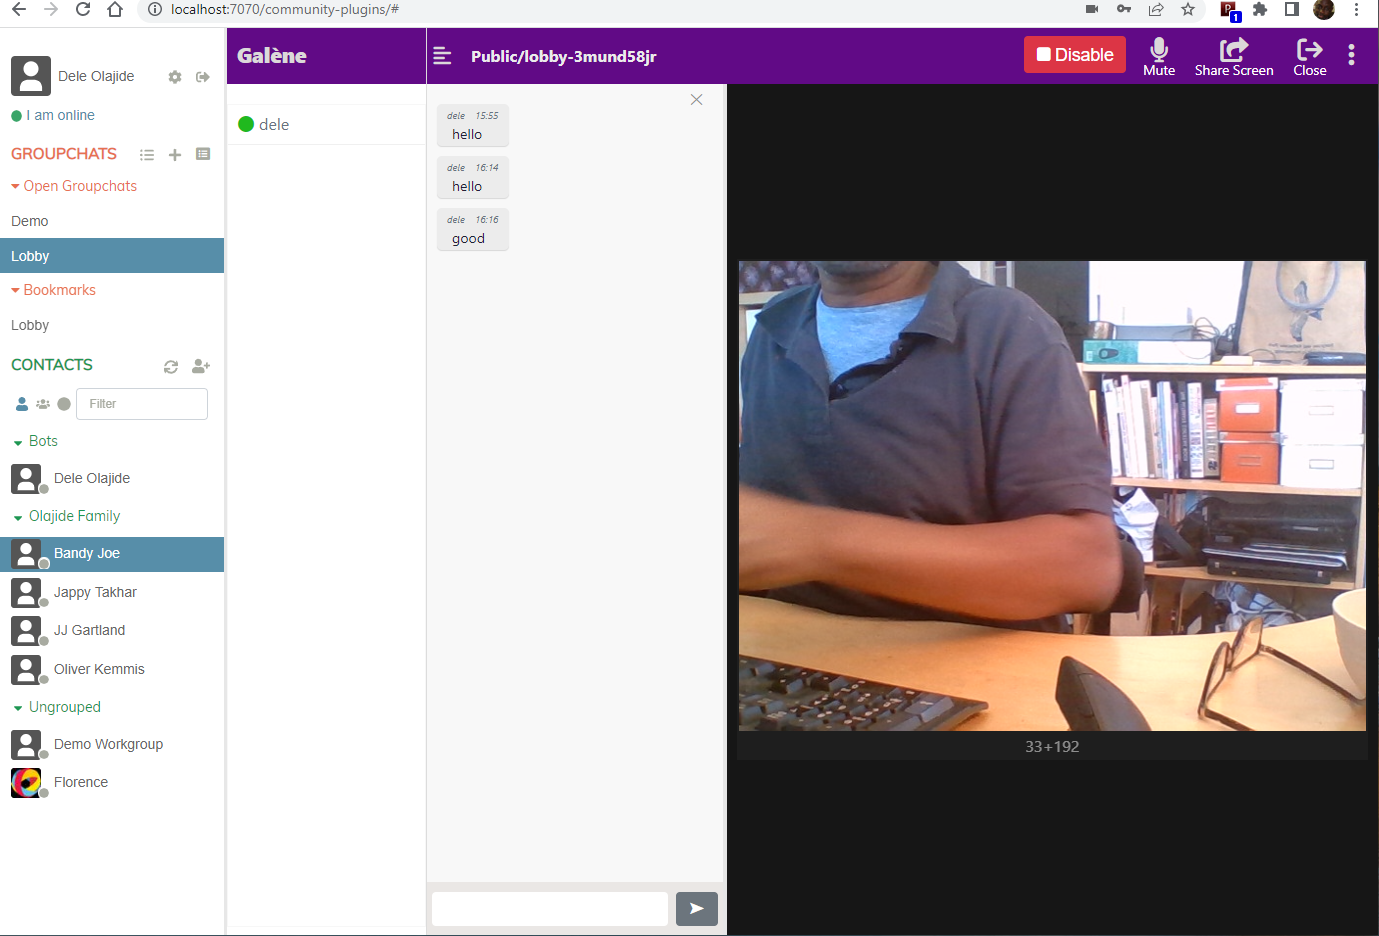 localhost:7070/community-plugins/#
1
Dele Olajide
I am online
GROUPCHATS
Open Groupchats
Demo
Lobby
Bookmarks
Lobby
CONTACTS
Filter
Bots
Dele Olajide
Olajide Family
Bandy Joe
Jappy Takhar
JJ Gartland
Oliver Kemmis
Ungrouped
Demo Workgroup
Florence
Galène
dele
Public/lobby-3mund58jr
Disable
Mute
Share Screen
Close
dele 15:55
hello
dele 16:14
hello
dele 16:16
good
33+192